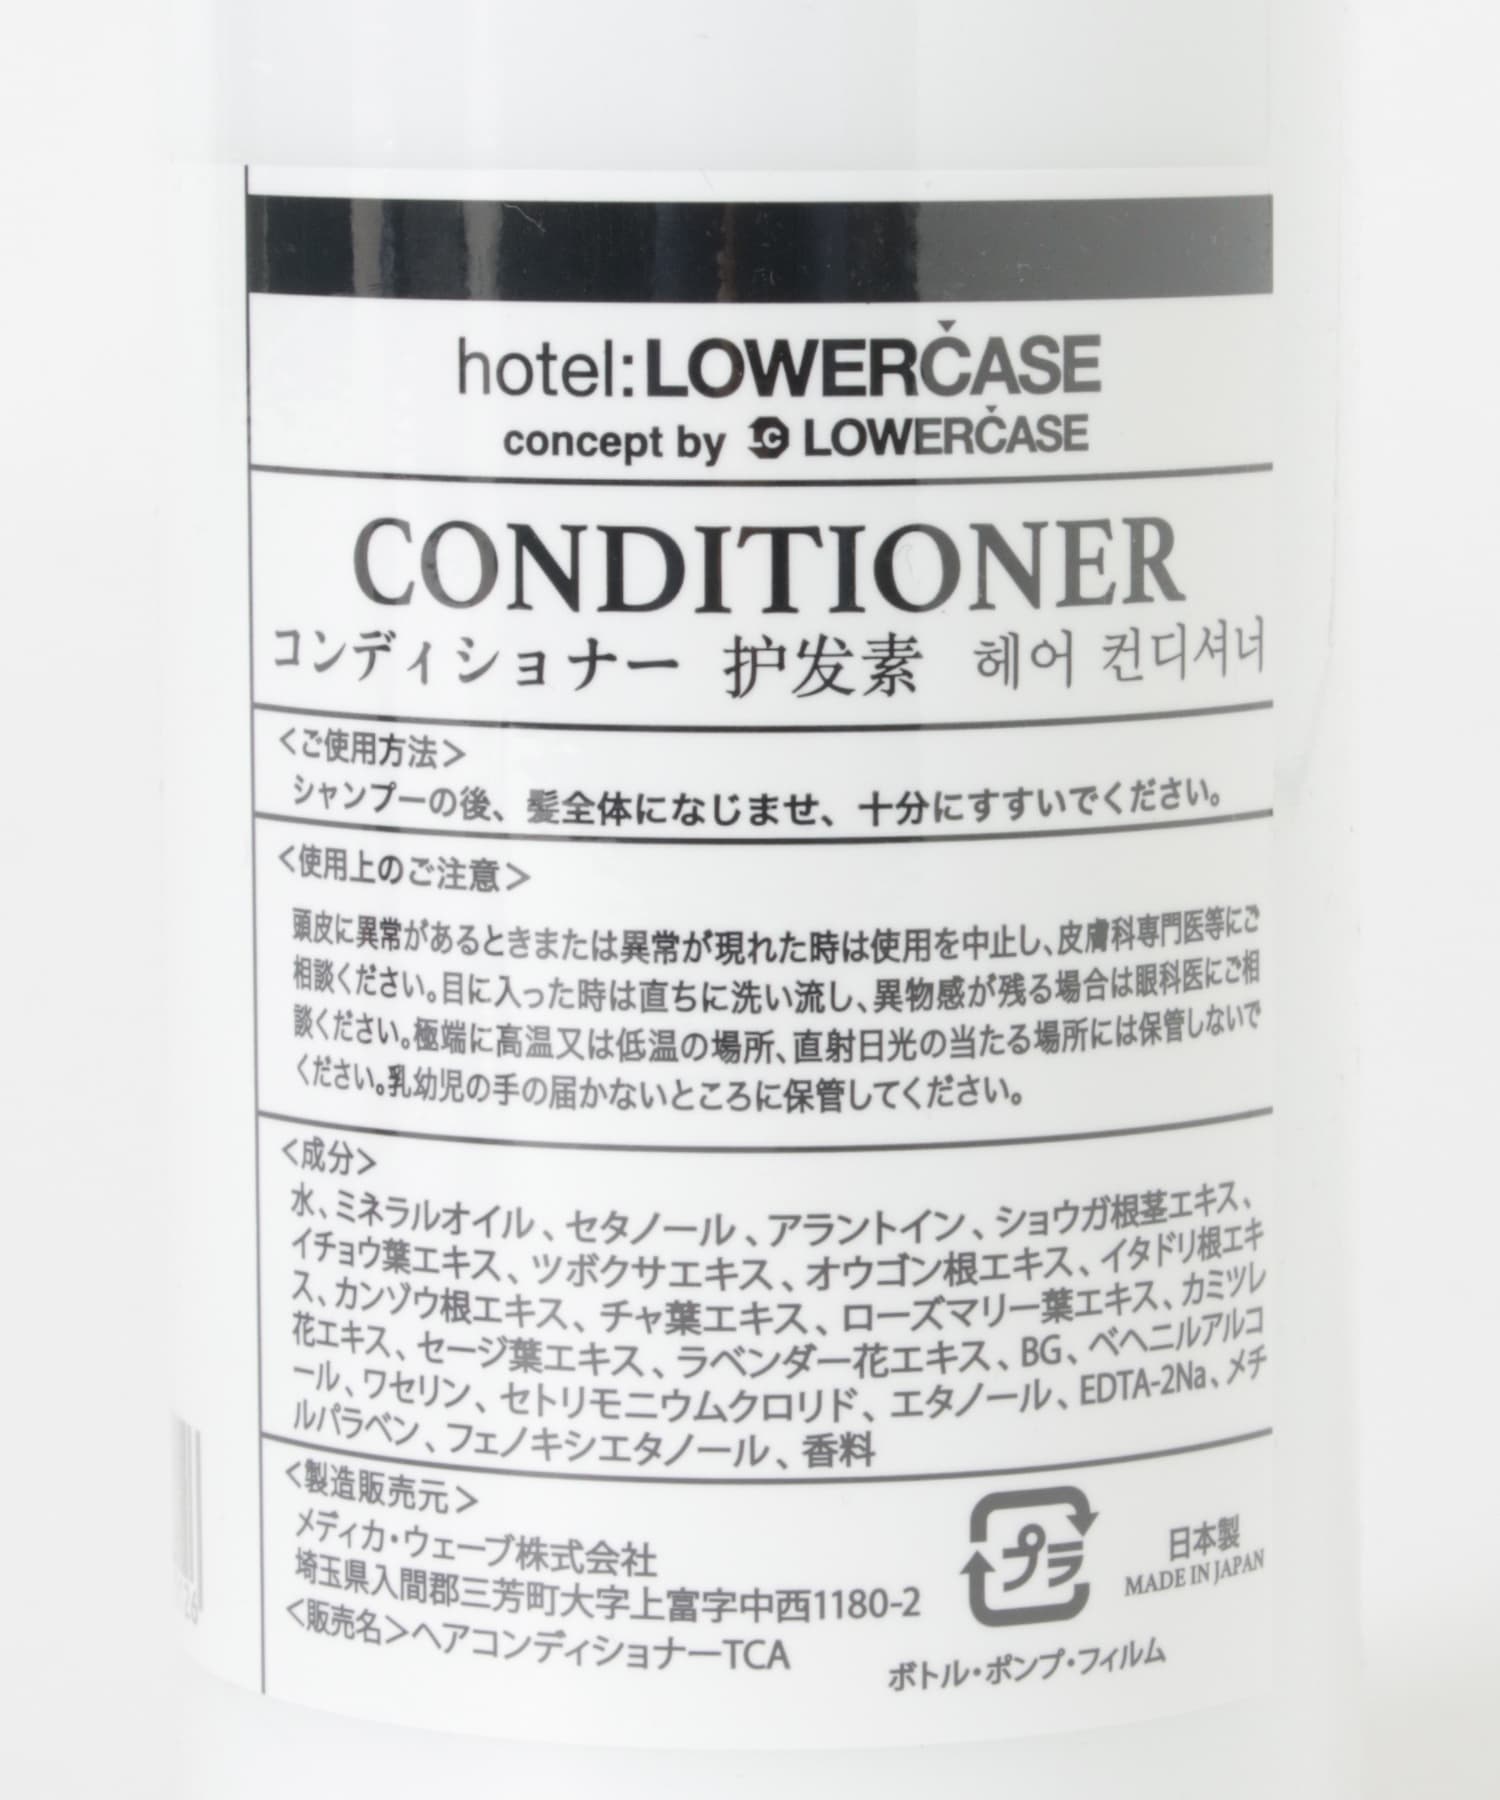 hotel:LOWERCASE
concept by LC LOWERCASE
CONDITIONER
コンディショナー 护发素 헤어 컨디셔너
＜ご使用方法＞
シャンプーの後、髪全体になじませ、十分にすすいでください。
＜使用上のご注意＞
頭皮に異常があるときまたは異常が現れた時は使用を中止し、皮膚科専門医等にご
相談ください。目に入った時は直ちに洗い流し、異物感が残る場合は眼科医にご相
談ください。極端に高温又は低温の場所、直射日光の当たる場所には保管しないで
ください。乳幼児の手の届かないところに保管してください。
＜成分＞
水、ミネラルオイル、セタノール、アラントイン、ショウガ根茎エキス、
イチョウ葉エキス、ツボクサエキス、オウゴン根エキス、イタドリ根エキ
ス、カンゾウ根エキス、チャ葉エキス、ローズマリー葉エキス、カミツレ
花エキス、セージ葉エキス、ラベンダー花エキス、BG、ベヘニルアルコ
ール、ワセリン、セトリモニウムクロリド、エタノール、EDTA-2Na、メチ
ルパラベン、フェノキシエタノール、香料
＜製造販売元＞
メディカ・ウェーブ株式会社
埼玉県入間郡三芳町大字上富字中西1180-2
＜販売名＞ヘアコンディショナーTCA
プラ
ボトル・ポンプ・フィルム
日本製
MADE IN JAPAN
26